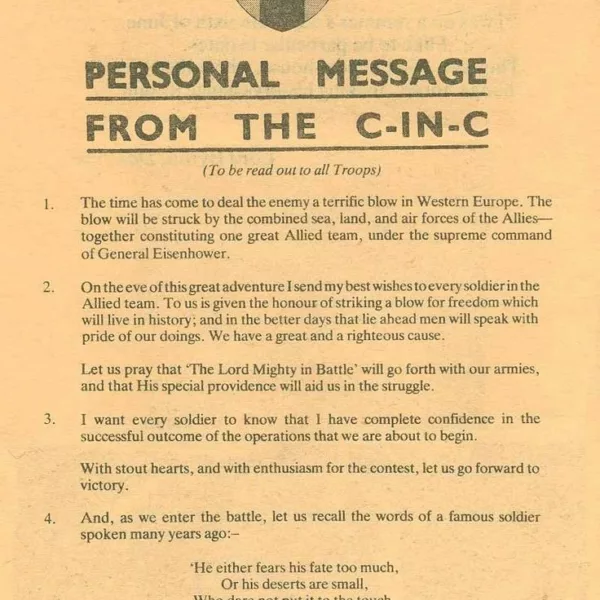 PERSONAL MESSAGE
FROM THE C-IN-C
(To be read out to all Troops)
1. The time has come to deal the enemy a terrific blow in Western Europe. The
blow will be struck by the combined sea, land, and air forces of the Allies—
together constituting one great Allied team, under the supreme command
of General Eisenhower.
2. On the eve of this great adventure I send my best wishes to every soldier in the
Allied team. To us is given the honour of striking a blow for freedom which
will live in history; and in the better days that lie ahead men will speak with
pride of our doings. We have a great and a righteous cause.
Let us pray that 'The Lord Mighty in Battle' will go forth with our armies,
and that His special providence will aid us in the struggle.
3. I want every soldier to know that I have complete confidence in the
successful outcome of the operations that we are about to begin.
With stout hearts, and with enthusiasm for the contest, let us go forward to
victory.
4. And, as we enter the battle, let us recall the words of a famous soldier
spoken many years ago:–
'He either fears his fate too much,
Or his deserts are small,
Who dare not put it to the touch